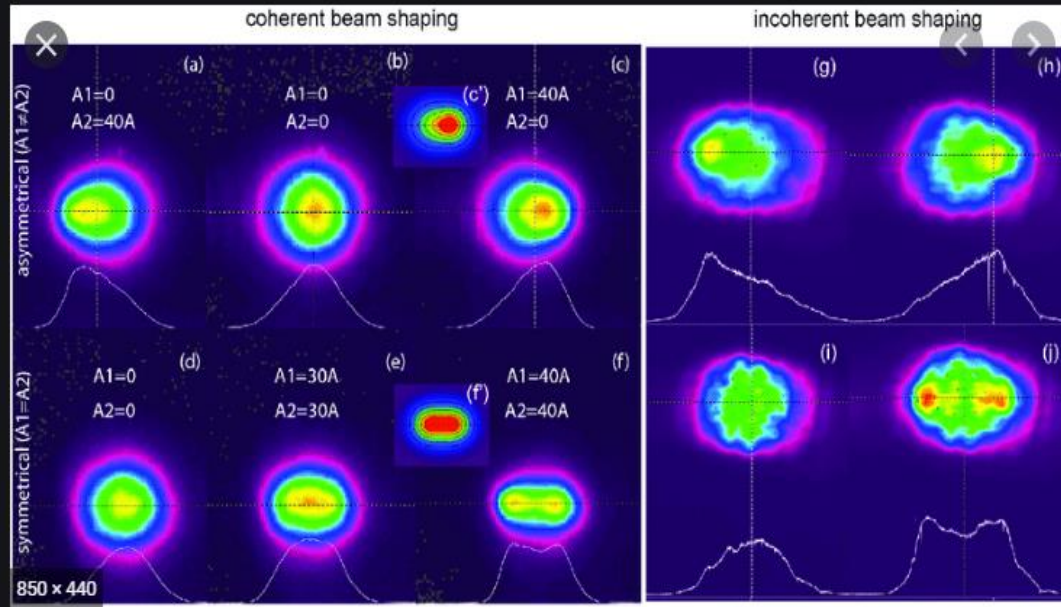 coherent beam shaping
incoherent beam shaping
asymmetrical (A1≠A2)
(a)
A1=0
A2=40A
(b)
A1=0
A2=0
(c')
(c)
A1=40A
A2=0
(g)
(h)
symmetrical (A1=A2)
(d)
A1=0
A2=0
(e)
A1=30A
A2=30A
(f')
(f)
A1=40A
A2=40A
(i)
(j)
850 × 440